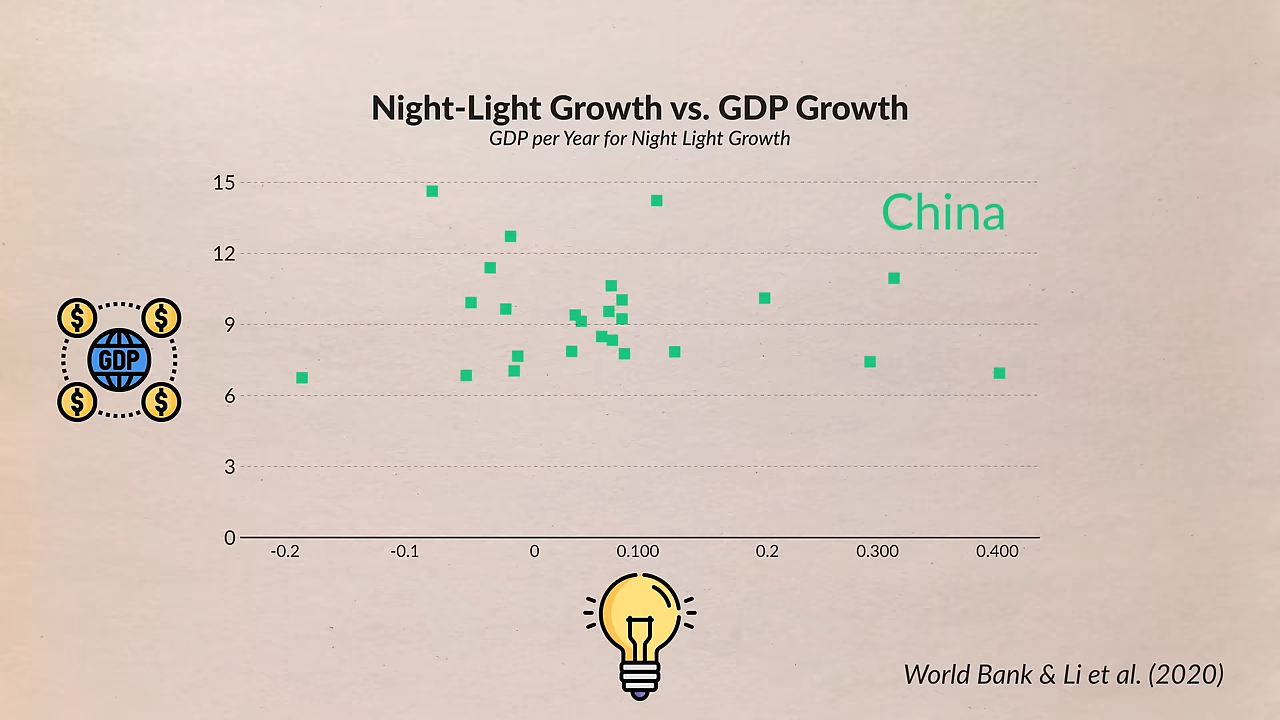 Night-Light Growth vs. GDP Growth
GDP per Year for Night Light Growth
15
China
12
$ $
9
GDP
$ $
6
3
0
-0.2 -0.1 0 0.100 0.2 0.300 0.400
World Bank & Li et al. (2020)